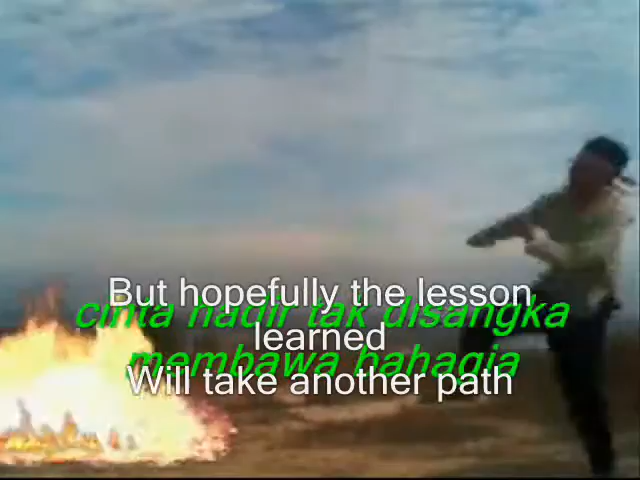 But hopefully the lesson
cinta hadir tak disangka
learned
membawa bahagia
Will take another path